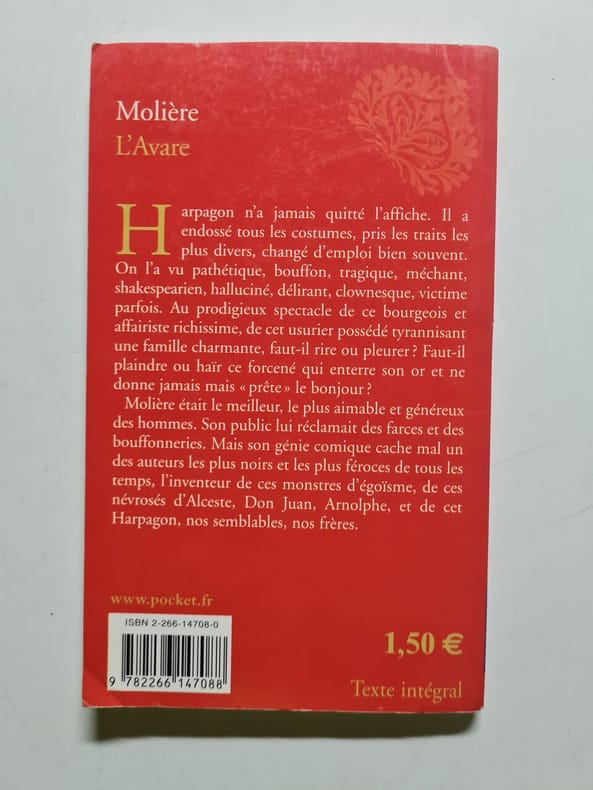 Molière
L'Avare
Harpagon n'a jamais quitté l'affiche. Il a
endossé tous les costumes, pris les traits les
plus divers, changé d'emploi bien souvent.
On l'a vu pathétique, bouffon, tragique, méchant,
shakespearien, halluciné, délirant, clownesque, victime
parfois. Au prodigieux spectacle de ce bourgeois et
affairiste richissime, de cet usurier possédé tyrannisant
une famille charmante, faut-il rire ou pleurer ? Faut-il
plaindre ou haïr ce forcené qui enterre son or et ne
donne jamais mais « prête » le bonjour ?
Molière était le meilleur, le plus aimable et généreux
des hommes. Son public lui réclamait des farces et des
bouffonneries. Mais son génie comique cache mal un
des auteurs les plus noirs et les plus féroces de tous les
temps, l'inventeur de ces monstres d'égoïsme, de ces
névrosés d'Alceste, Don Juan, Arnolphe, et de cet
Harpagon, nos semblables, nos frères.
www.pocket.fr
ISBN 2-266-14708-0
9 782266 147088
1,50 €
Texte intégral